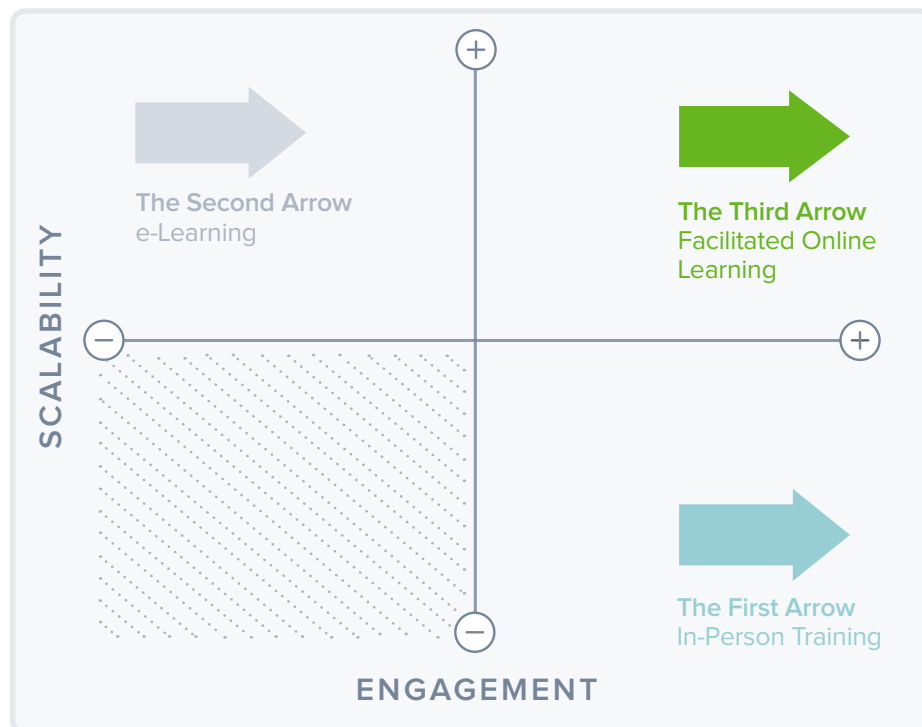 +
The Second Arrow
e-Learning
The Third Arrow
Facilitated Online
Learning
SCALABILITY
−
+
The First Arrow
In-Person Training
−
ENGAGEMENT